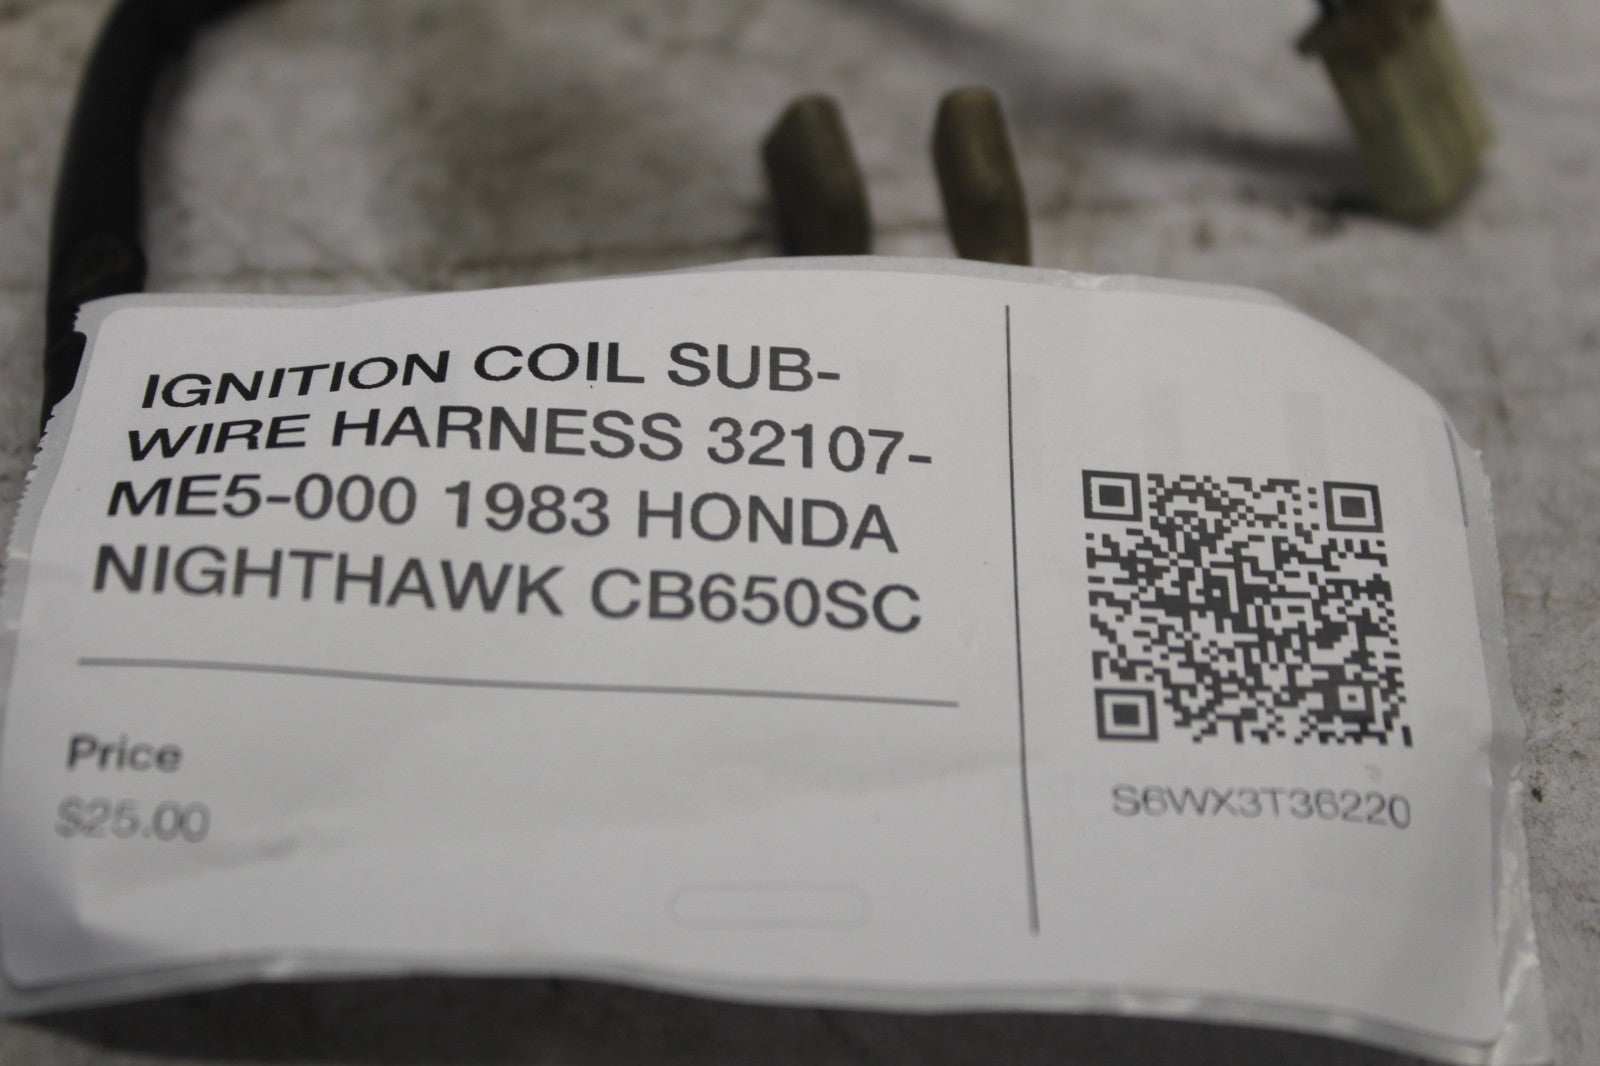 IGNITION COIL SUB-
WIRE HARNESS 32107-
ME5-000 1983 HONDA
NIGHTHAWK CB650SC
Price
$25.00
S6WX3T36220